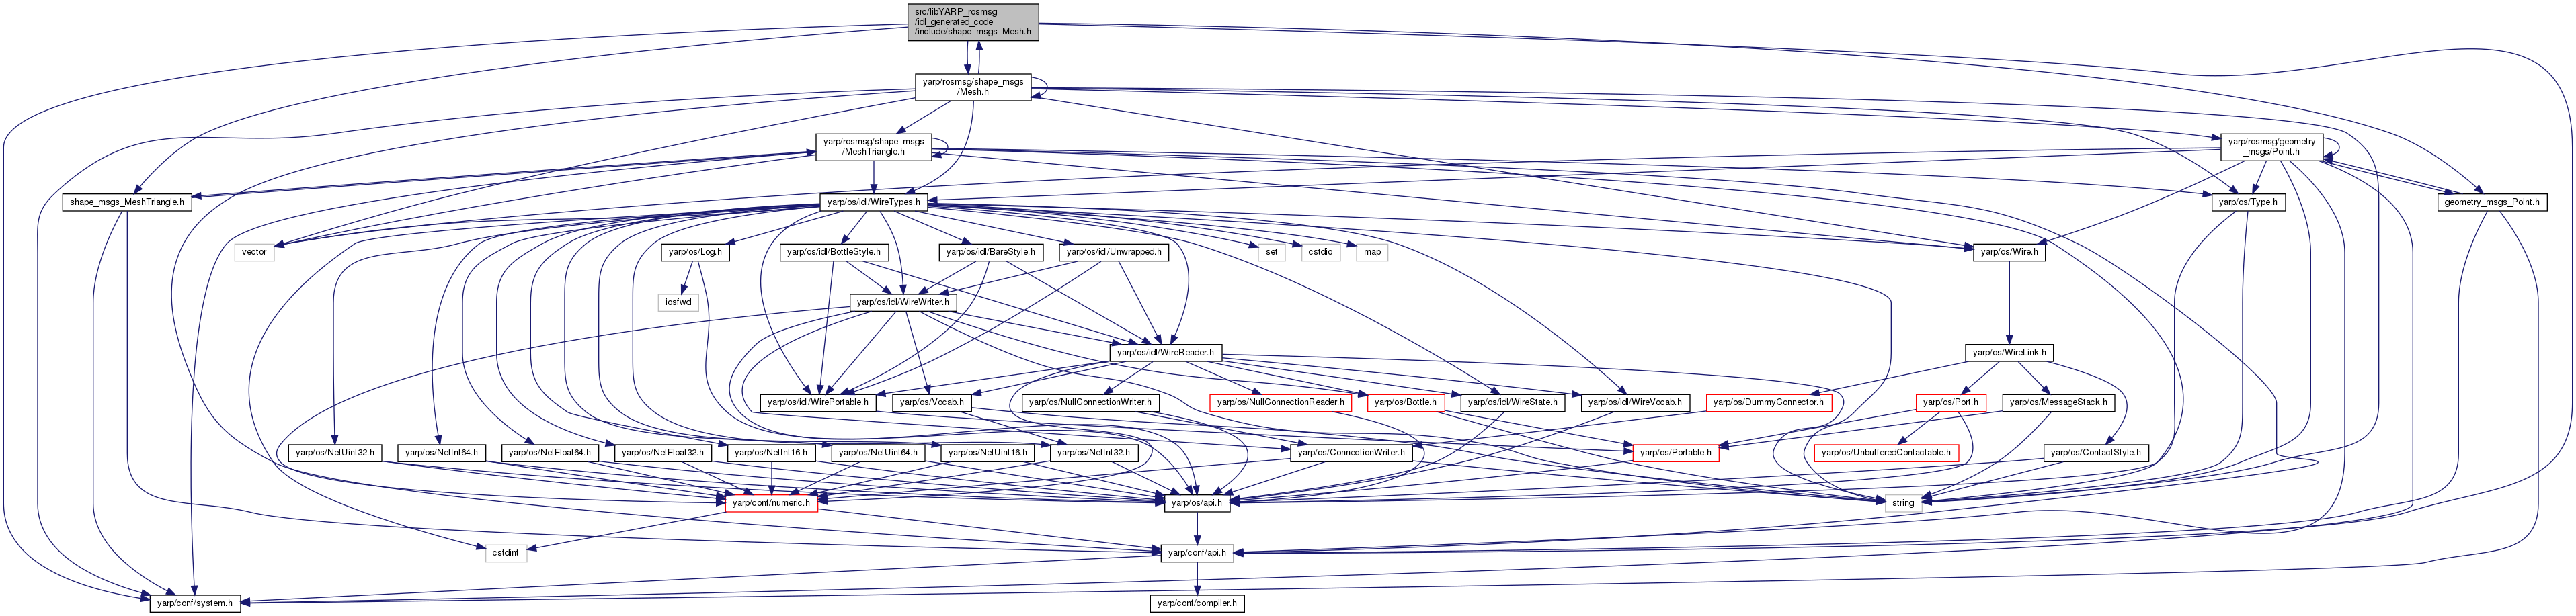 src/libYARP_rosmsg
/idl_generated_code
/include/shape_msgs_Mesh.h
yarp/rosmsg/shape_msgs
/Mesh.h
yarp/rosmsg/shape_msgs
/MeshTriangle.h
yarp/rosmsg/geometry
_msgs/Point.h
shape_msgs_MeshTriangle.h
yarp/os/idl/WireTypes.h
yarp/os/Type.h
geometry_msgs_Point.h
vector
yarp/os/Log.h
yarp/os/idl/BottleStyle.h
yarp/os/idl/BareStyle.h
yarp/os/idl/Unwrapped.h
set
cstdio
map
yarp/os/Wire.h
iosfwd
yarp/os/idl/WireWriter.h
yarp/os/idl/WireReader.h
yarp/os/WireLink.h
yarp/os/idl/WirePortable.h
yarp/os/Vocab.h
yarp/os/NullConnectionWriter.h
yarp/os/NullConnectionReader.h
yarp/os/Bottle.h
yarp/os/idl/WireState.h
yarp/os/idl/WireVocab.h
yarp/os/DummyConnector.h
yarp/os/Port.h
yarp/os/MessageStack.h
yarp/os/NetUint32.h
yarp/os/NetInt64.h
yarp/os/NetFloat64.h
yarp/os/NetFloat32.h
yarp/os/NetInt16.h
yarp/os/NetUint64.h
yarp/os/NetUint16.h
yarp/os/NetInt32.h
yarp/os/ConnectionWriter.h
yarp/os/Portable.h
yarp/os/UnbufferedContactable.h
yarp/os/ContactStyle.h
yarp/conf/numeric.h
yarp/os/api.h
string
cstdint
yarp/conf/api.h
yarp/conf/system.h
yarp/conf/compiler.h